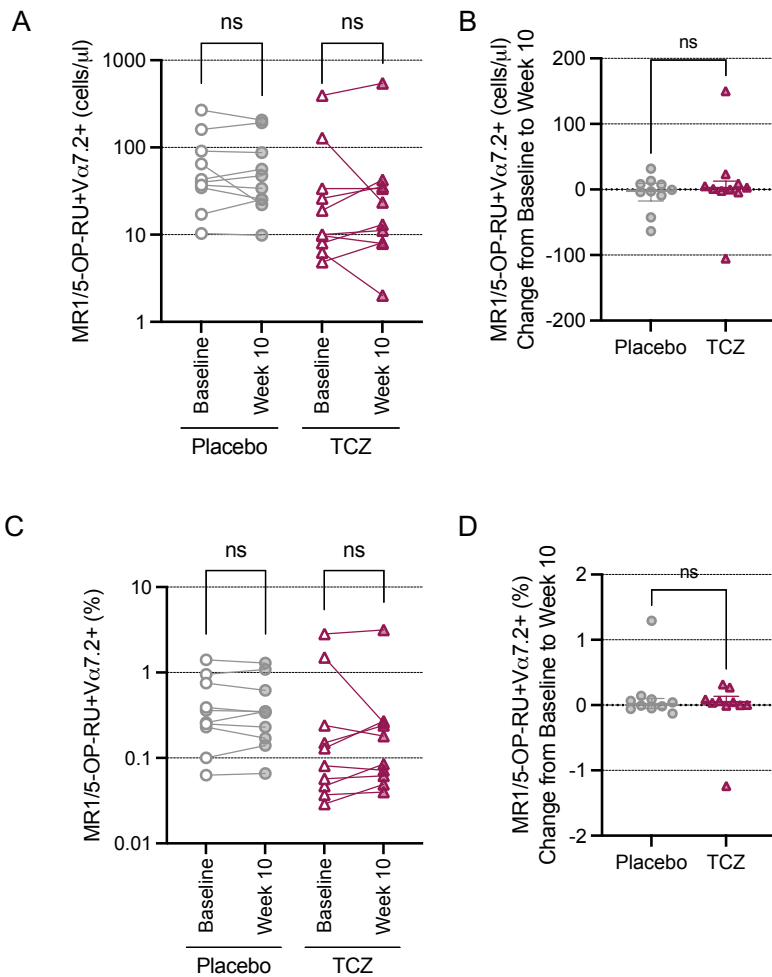 A
MR1/5-OP-RU+Vα7.2+ (cells/μl)
ns
ns
1000
100
10
1
Baseline
Week 10
Baseline
Week 10
Placebo
TCZ
B
MR1/5-OP-RU+Vα7.2+ (cells/μl)
Change from Baseline to Week 10
ns
200
100
0
-100
-200
Placebo
TCZ
C
MR1/5-OP-RU+Vα7.2+ (%)
ns
ns
10
1
0.1
0.01
Baseline
Week 10
Baseline
Week 10
Placebo
TCZ
D
MR1/5-OP-RU+Vα7.2+ (%)
Change from Baseline to Week 10
ns
2
1
0
-1
-2
Placebo
TCZ